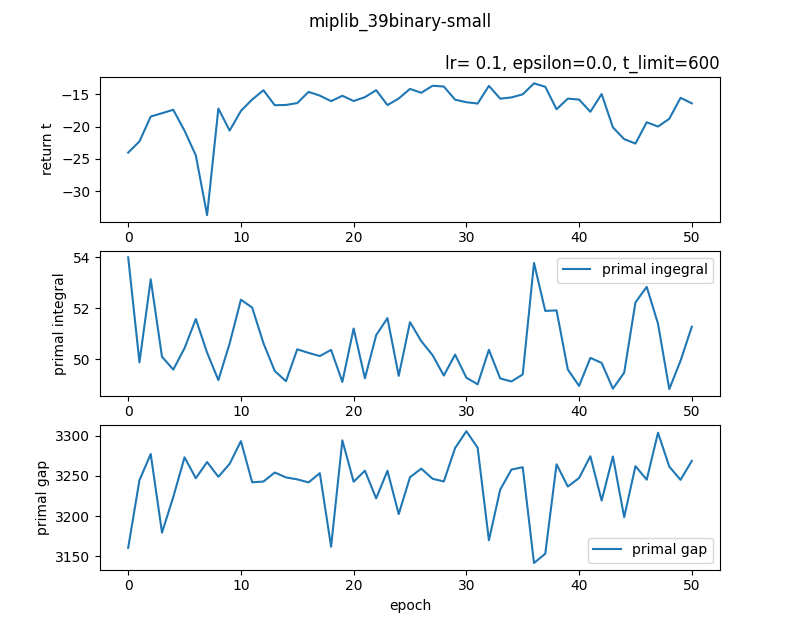 miplib_39binary-small
lr= 0.1, epsilon=0.0, t_limit=600
return t
−15
−20
−25
−30
0 10 20 30 40 50
primal integral
54
52
50
primal ingegral
0 10 20 30 40 50
primal gap
3300
3250
3200
3150
primal gap
0 10 20 30 40 50
epoch